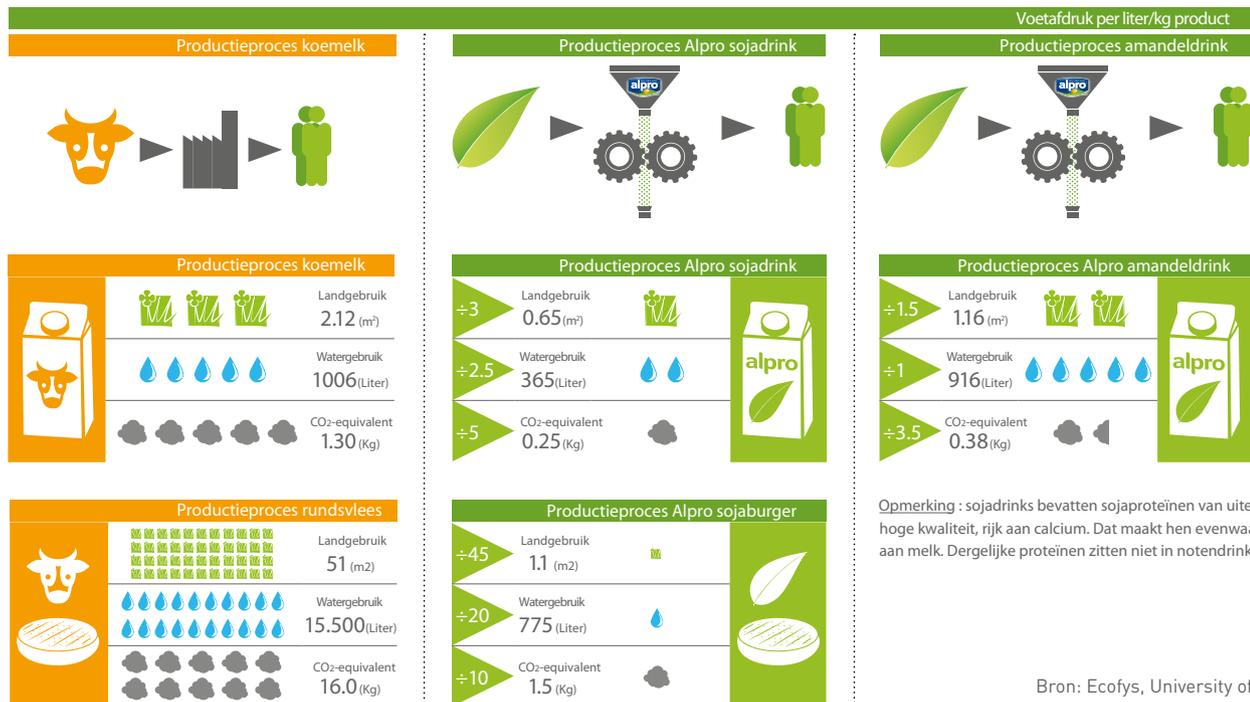 Voetafdruk per liter/kg product
Productieproces koemelk
Productieproces Alpro sojadrink
alpro
Productieproces amandeldrink
alpro
Productieproces koemelk
Landgebruik
2.12 (m²)
Watergebruik
1006(Liter)
CO2-equivalent
1.30 (Kg)
Productieproces Alpro sojadrink
÷3
Landgebruik
0.65(m²)
÷2.5
Watergebruik
365(Liter)
÷5
CO2-equivalent
0.25 (Kg)
alpro
Productieproces Alpro amandeldrink
÷1.5
Landgebruik
1.16 (m²)
÷1
Watergebruik
916(Liter)
÷3.5
CO2-equivalent
0.38(Kg)
alpro
Productieproces rundsvlees
Landgebruik
51 (m2)
Watergebruik
15.500(Liter)
CO2-equivalent
16.0(Kg)
Productieproces Alpro sojaburger
÷45
Landgebruik
1.1 (m2)
÷20
Watergebruik
775 (Liter)
÷10
CO2-equivalent
1.5 (Kg)
Opmerking : sojadrinks bevatten sojaproteïnen van
hoge kwaliteit, rijk aan calcium. Dat maakt hen
aan melk. Dergelijke proteïnen zitten niet in
Bron: Ecofys, University